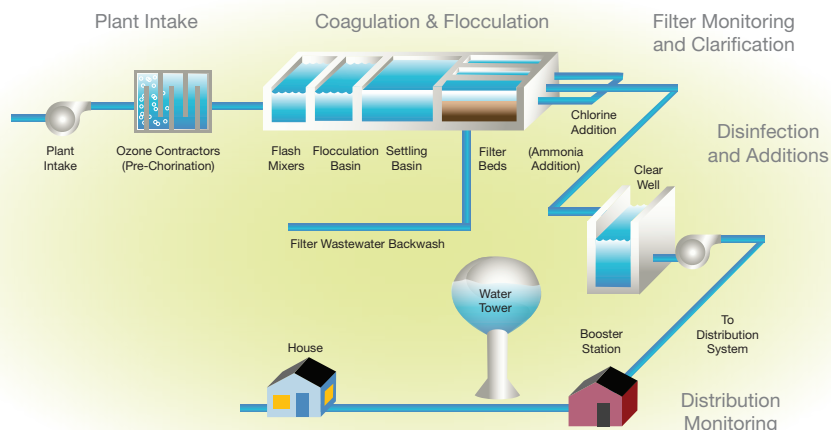 Plant Intake
Coagulation & Flocculation
Filter Monitoring
and Clarification
Plant
Intake
Ozone Contractors
(Pre-Chorination)
Flash
Mixers
Flocculation
Basin
Settling
Basin
Filter
Beds
(Ammonia
Addition)
Chlorine
Addition
Disinfection
and Additions
Clear
Well
Filter Wastewater Backwash
Water
Tower
To
Distribution
System
Booster
Station
House
Distribution
Monitoring